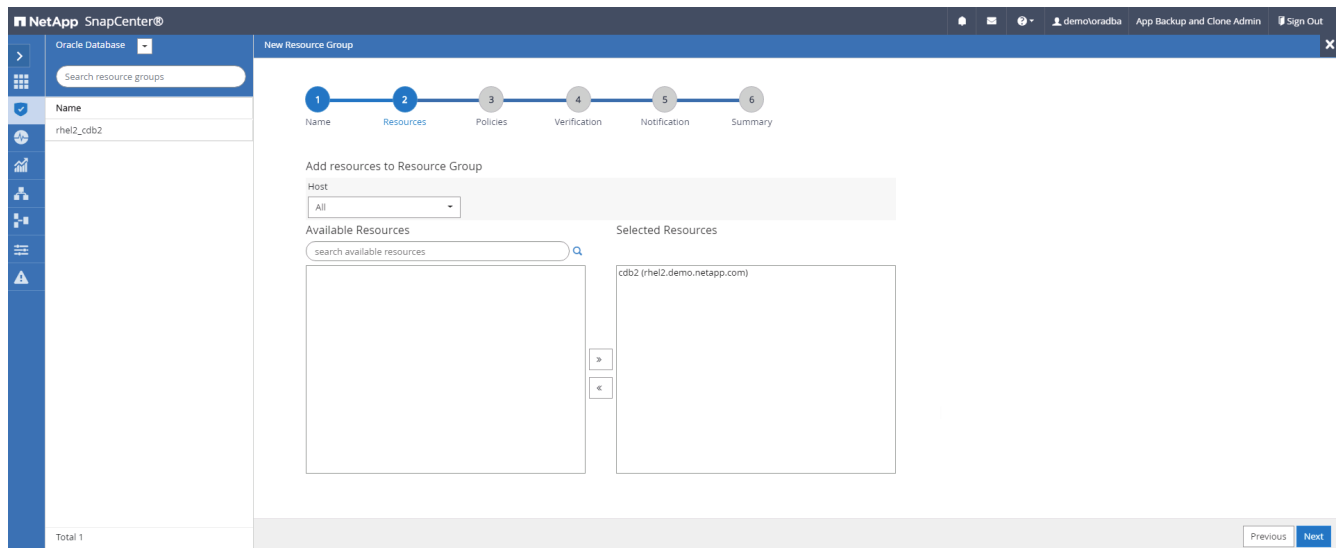 NetApp SnapCenter®
demo\oradba App Backup and Clone Admin Sign Out
Oracle Database
New Resource Group
Search resource groups
Name
rhel2_cdb2
1 2 3 4 5 6
Name Resources Policies Verification Notification Summary
Add resources to Resource Group
Host
All
Available Resources
Selected Resources
search available resources
cdb2 (rhel2.demo.netapp.com)
»
«
Total 1
Previous Next